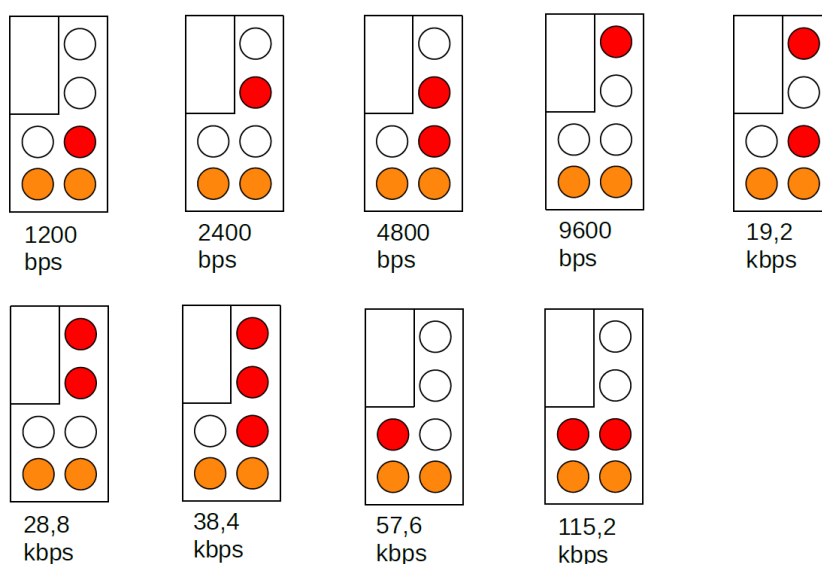 1200
bps
2400
bps
4800
bps
9600
bps
19,2
kbps
28,8
kbps
38,4
kbps
57,6
kbps
115,2
kbps